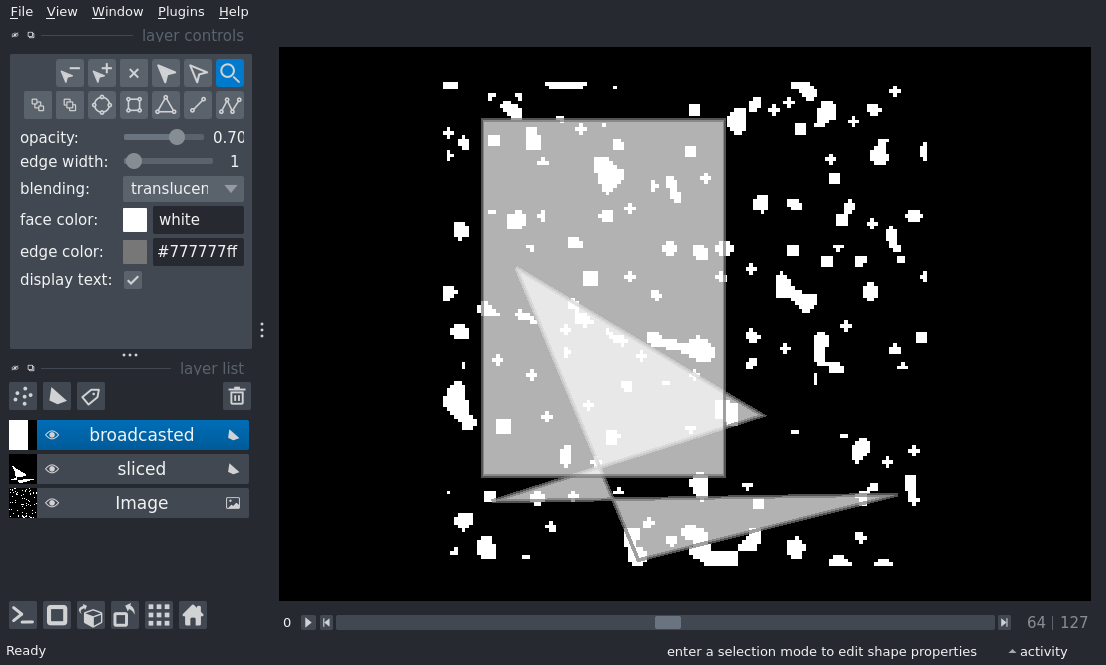 File View Window Plugins Help
layer controls
opacity: 0.70
edge width: 1
blending: translucen
face color: white
edge color: #777777ff
display text:
layer list
broadcasted
sliced
Image
0 64 | 127
Ready enter a selection mode to edit shape properties activity